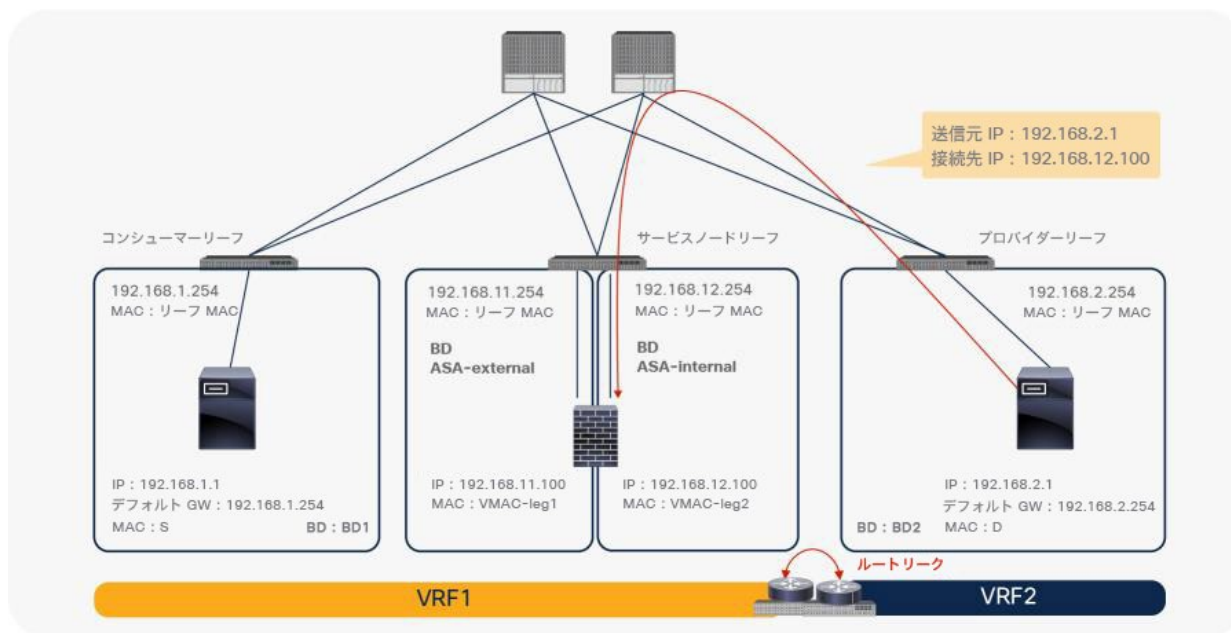 送信元 IP：192.168.2.1
接続先 IP：192.168.12.100
コンシューマーリーフ
サービスノードリーフ
プロバイダーリーフ
192.168.1.254
MAC：リーフ MAC
192.168.11.254
MAC：リーフ MAC
BD
ASA-external
192.168.12.254
MAC：リーフ MAC
BD
ASA-internal
192.168.2.254
MAC：リーフ MAC
IP：192.168.1.1
デフォルト GW：192.168.1.254
MAC：S
BD：BD1
IP：192.168.11.100
MAC：VMAC-leg1
IP：192.168.12.100
MAC：VMAC-leg2
IP：192.168.2.1
デフォルト GW：192.168.2.254
BD：BD2
MAC：D
ルートリーク
VRF1
VRF2